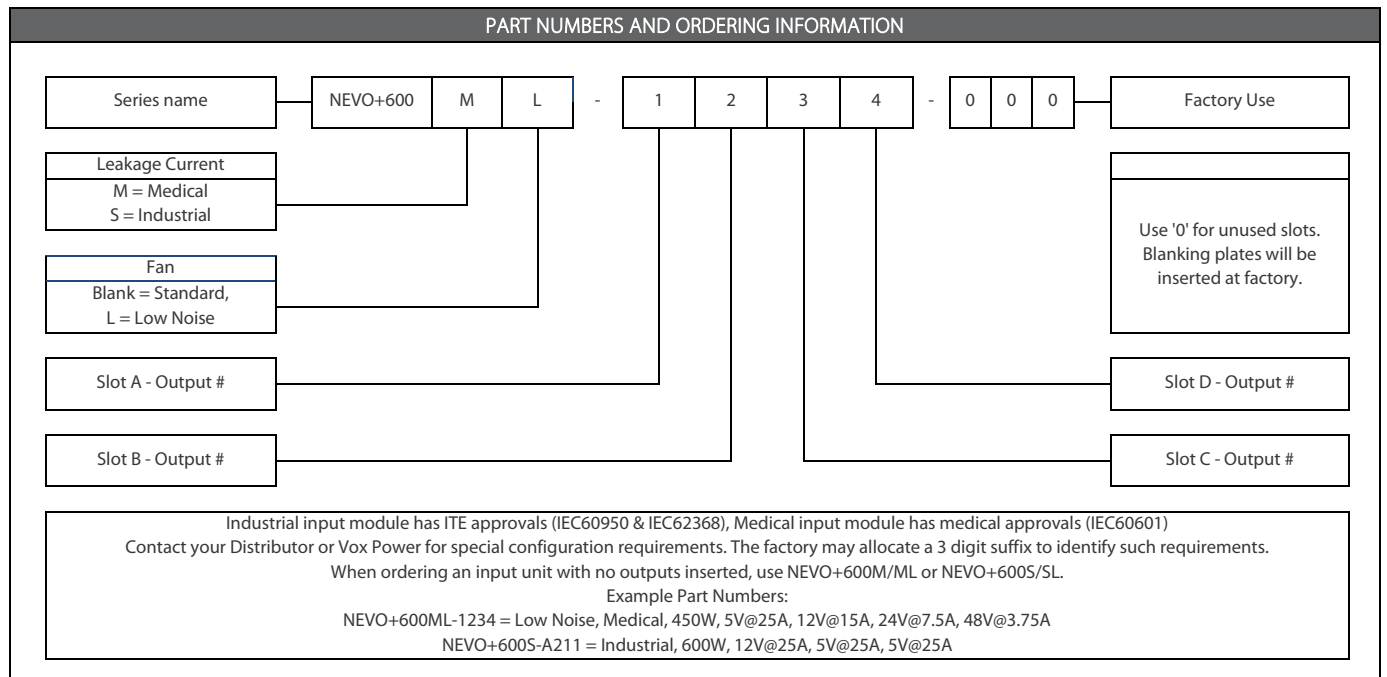 PART NUMBERS AND ORDERING INFORMATION
Series name
NEVO+600 M L - 1 2 3 4 - 0 0 0
Factory Use
Leakage Current
M = Medical
S = Industrial
Use '0' for unused slots.
Blanking plates will be
inserted at factory.
Fan
Blank = Standard,
L = Low Noise
Slot A - Output #
Slot D - Output #
Slot B - Output #
Slot C - Output #
Industrial input module has ITE approvals (IEC60950 & IEC62368), Medical input module has medical approvals (IEC60601)
Contact your Distributor or Vox Power for special configuration requirements. The factory may allocate a 3 digit suffix to identify such requirements.
When ordering an input unit with no outputs inserted, use NEVO+600M/ML or NEVO+600S/SL.
Example Part Numbers:
NEVO+600ML-1234 = Low Noise, Medical, 450W, 5V@25A, 12V@15A, 24V@7.5A, 48V@3.75A
NEVO+600S-A211 = Industrial, 600W, 12V@25A, 5V@25A, 5V@25A